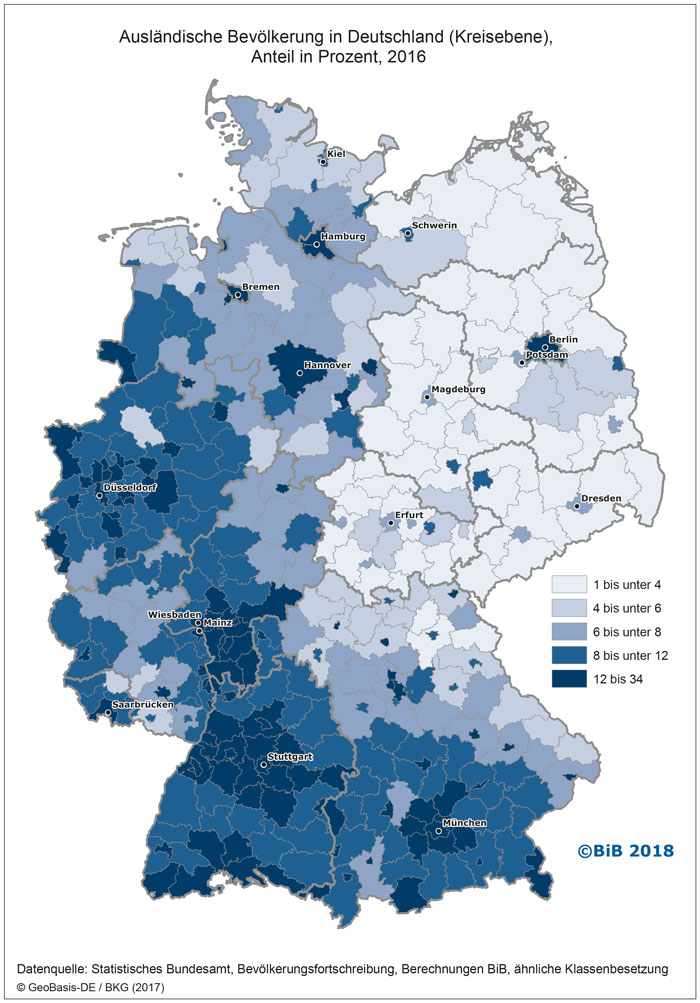 Ausländische Bevölkerung in Deutschland (Kreisebene),
Anteil in Prozent, 2016
Kiel
Schwerin
Hamburg
Bremen
Berlin
Potsdam
Hannover
Magdeburg
Düsseldorf
Dresden
Erfurt
1 bis unter 4
4 bis unter 6
6 bis unter 8
8 bis unter 12
12 bis 34
Wiesbaden
Mainz
Saarbrücken
Stuttgart
München
©BiB 2018
Datenquelle: Statistisches Bundesamt, Bevölkerungsfortschreibung, Berechnungen BiB, ähnliche Klassenbesetzung
© GeoBasis-DE / BKG (2017)